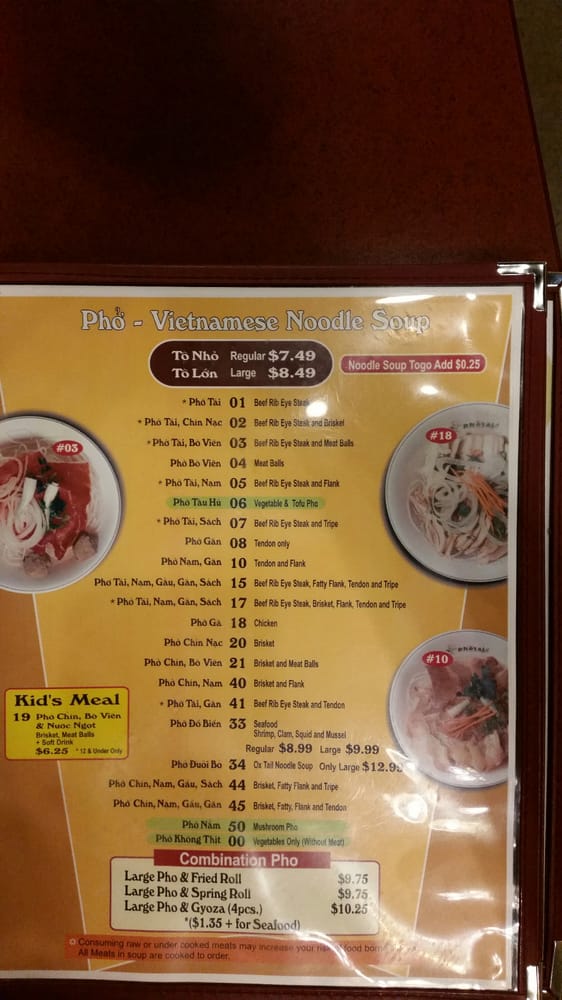 Phở - Vietnamese Noodle Soup
Tô Nhỏ Regular $7.49
Tô Lớn Large $8.49
Noodle Soup Togo Add $0.25
* Phở Tái 01 Beef Rib Eye Steak
* Phở Tái, Chín Nạc 02 Beef Rib Eye Steak and Brisket
* Phở Tái, Bò Viên 03 Beef Rib Eye Steak and Meat Balls
Phở Bò Viên 04 Meat Balls
* Phở Tái, Nạm 05 Beef Rib Eye Steak and Flank
Phở Tàu Hủ 06 Vegetable & Tofu Pho
* Phở Tái, Sách 07 Beef Rib Eye Steak and Tripe
Phở Gân 08 Tendon only
Phở Nạm, Gân 10 Tendon and Flank
Phở Tái, Nạm, Gầu, Gân, Sách 15 Beef Rib Eye Steak, Fatty Flank, Tendon and Tripe
* Phở Tái, Nạm, Gân, Sách 17 Beef Rib Eye Steak, Brisket, Flank, Tendon and Tripe
Phở Gà 18 Chicken
Phở Chín Nạc 20 Brisket
Phở Chín, Bò Viên 21 Brisket and Meat Balls
Phở Chín, Nạm 40 Brisket and Flank
* Phở Tái, Gân 41 Beef Rib Eye Steak and Tendon
Phở Đồ Biển 33 Seafood
Shrimp, Clam, Squid and Mussel
Regular $8.99 Large $9.99
Phở Đuôi Bò 34 Ox Tail Noodle Soup Only Large $12.99
Phở Chín, Nạm, Gầu, Sách 44 Brisket, Fatty Flank and Tripe
Phở Chín, Nạm, Gầu, Gân 45 Brisket, Fatty, Flank and Tendon
Phở Nấm 50 Mushroom Pho
Phở Không Thịt 00 Vegetables Only (Without Meat)
#03
#18
#10
Kid's Meal
19 Phở Chín, Bò Viên
& Nước Ngọt
Brisket, Meat Balls
+ Soft Drink
$6.25 * 12 & Under Only
Combination Pho
Large Pho & Fried Roll $9.75
Large Pho & Spring Roll $9.75
Large Pho & Gyoza (4pcs.) $10.25
*($1.35 + for Seafood)
Consuming raw or under cooked meats may increase your risk of food born
All Meats in soup are cooked to order.